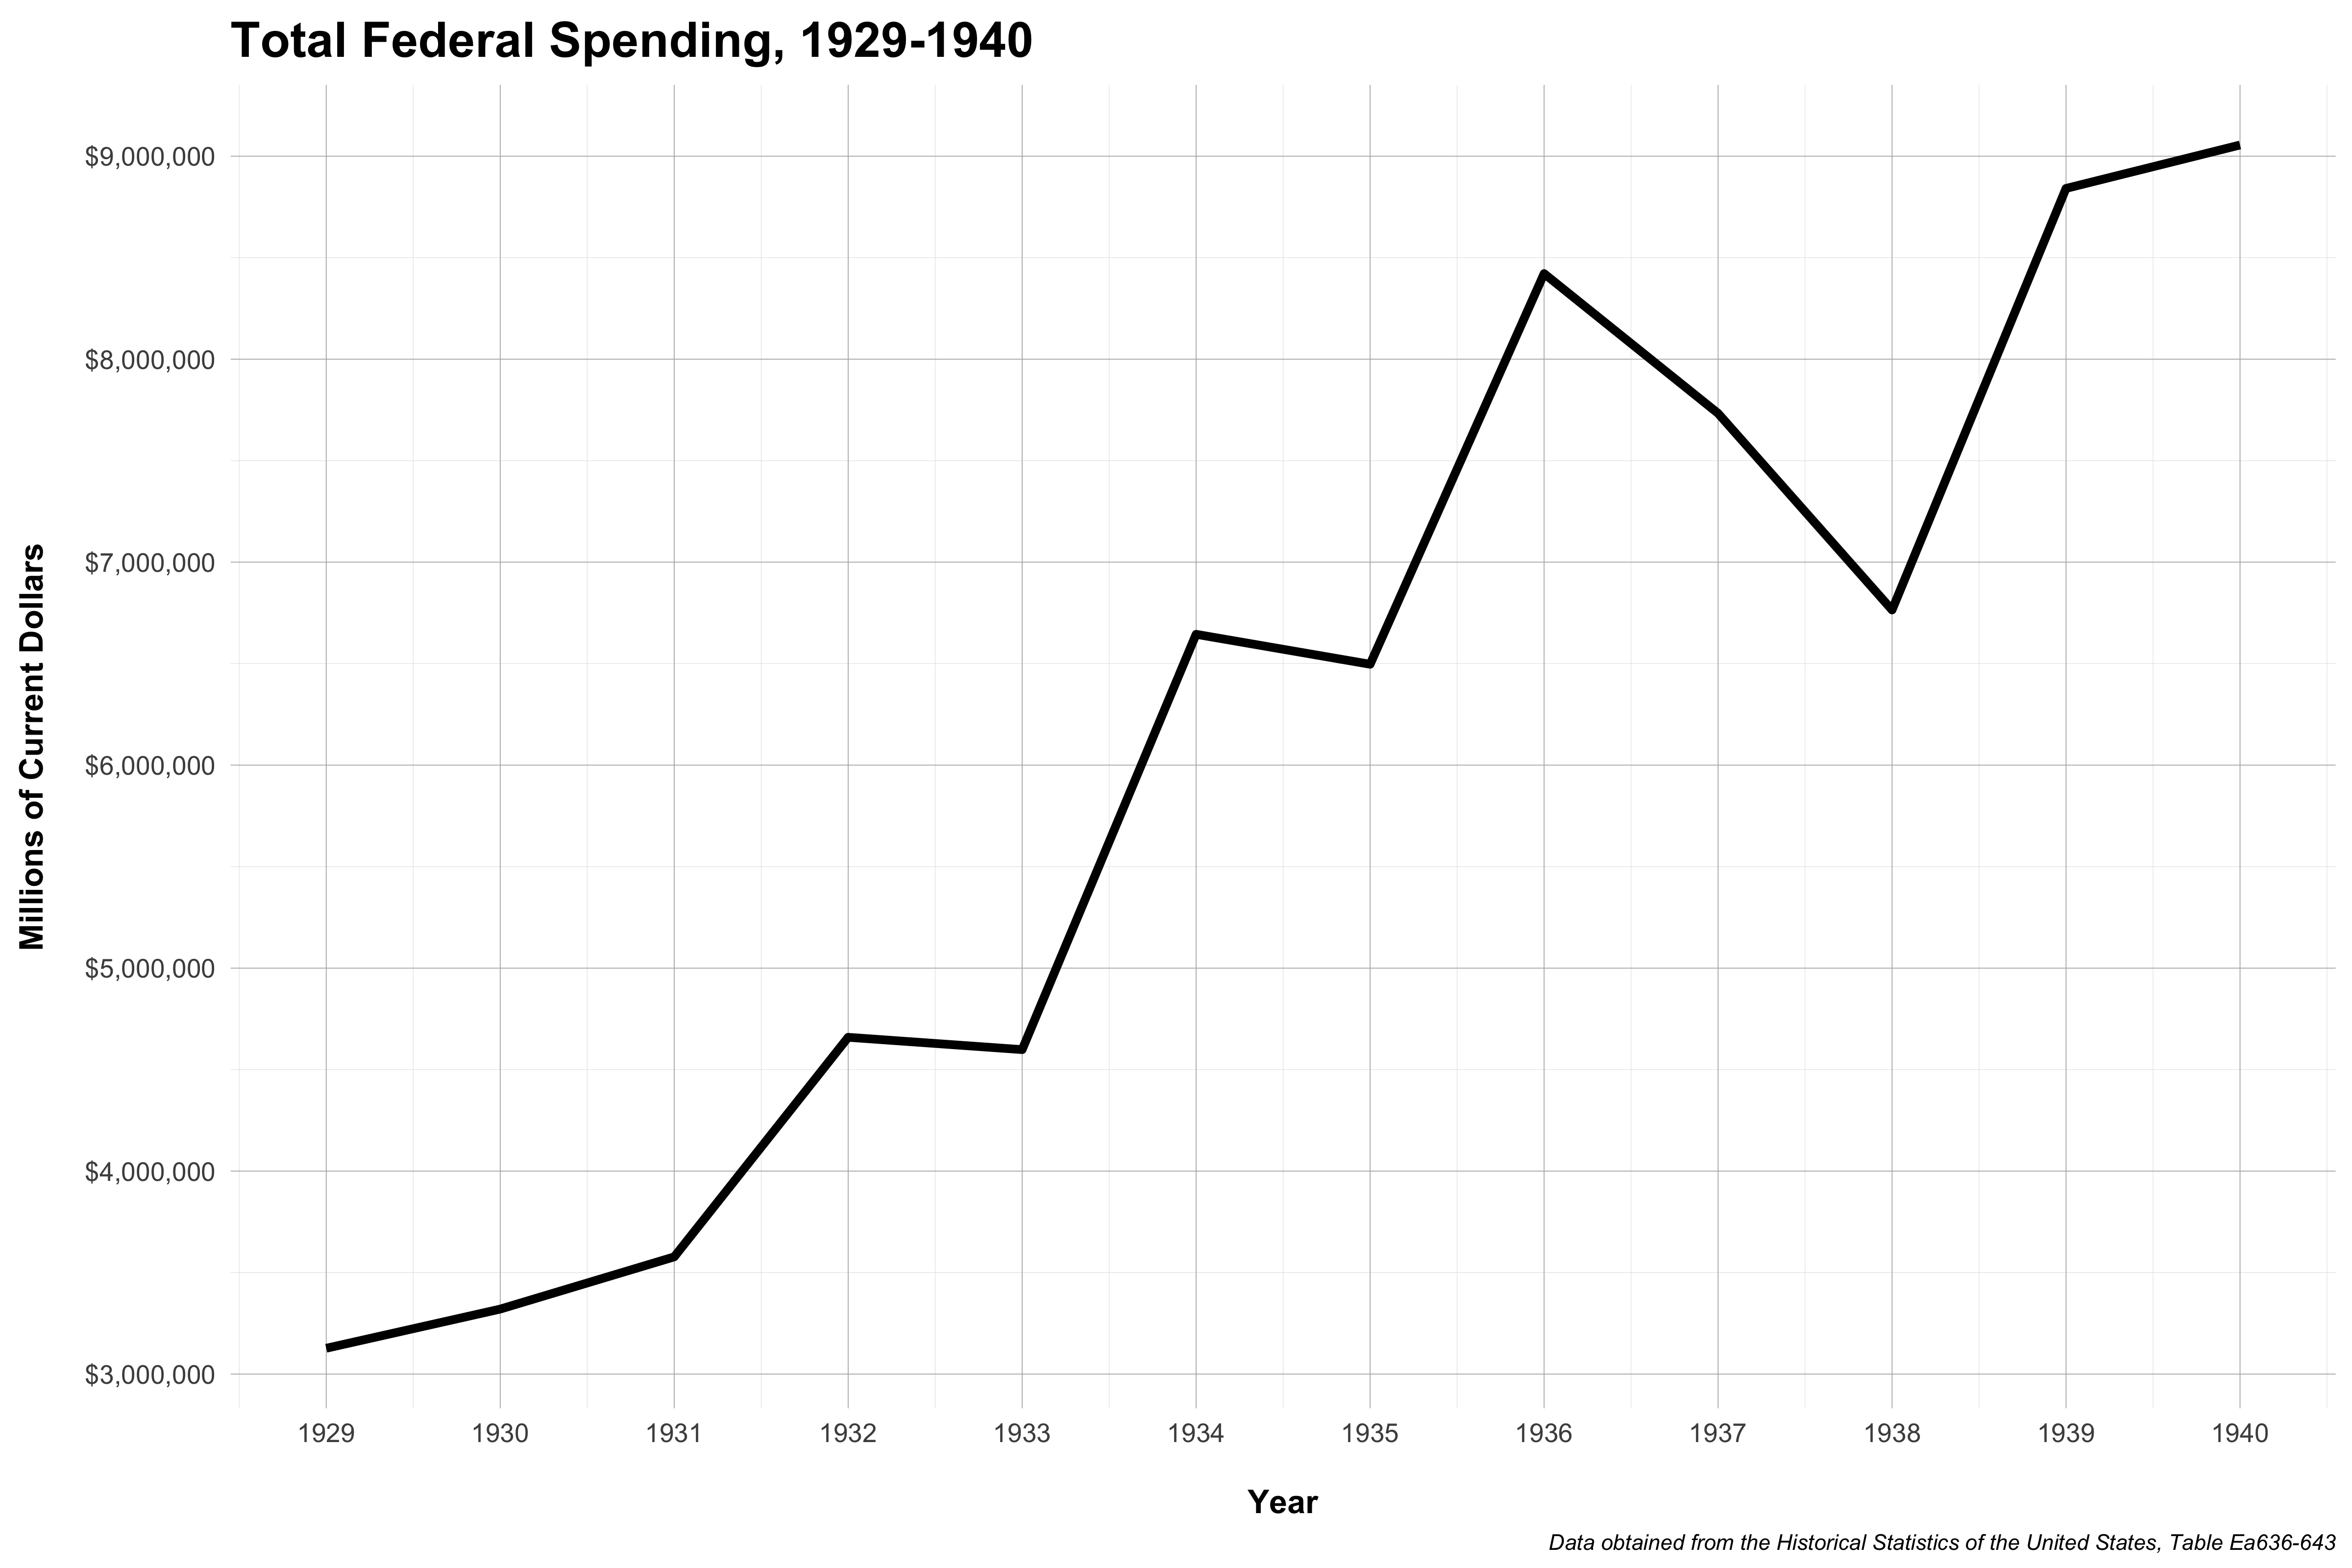 Total Federal Spending, 1929-1940
Millions of Current Dollars
$9,000,000
$8,000,000
$7,000,000
$6,000,000
$5,000,000
$4,000,000
$3,000,000
1929 1930 1931 1932 1933 1934 1935 1936 1937 1938 1939 1940
Year
Data obtained from the Historical Statistics of the United States, Table Ea636-643